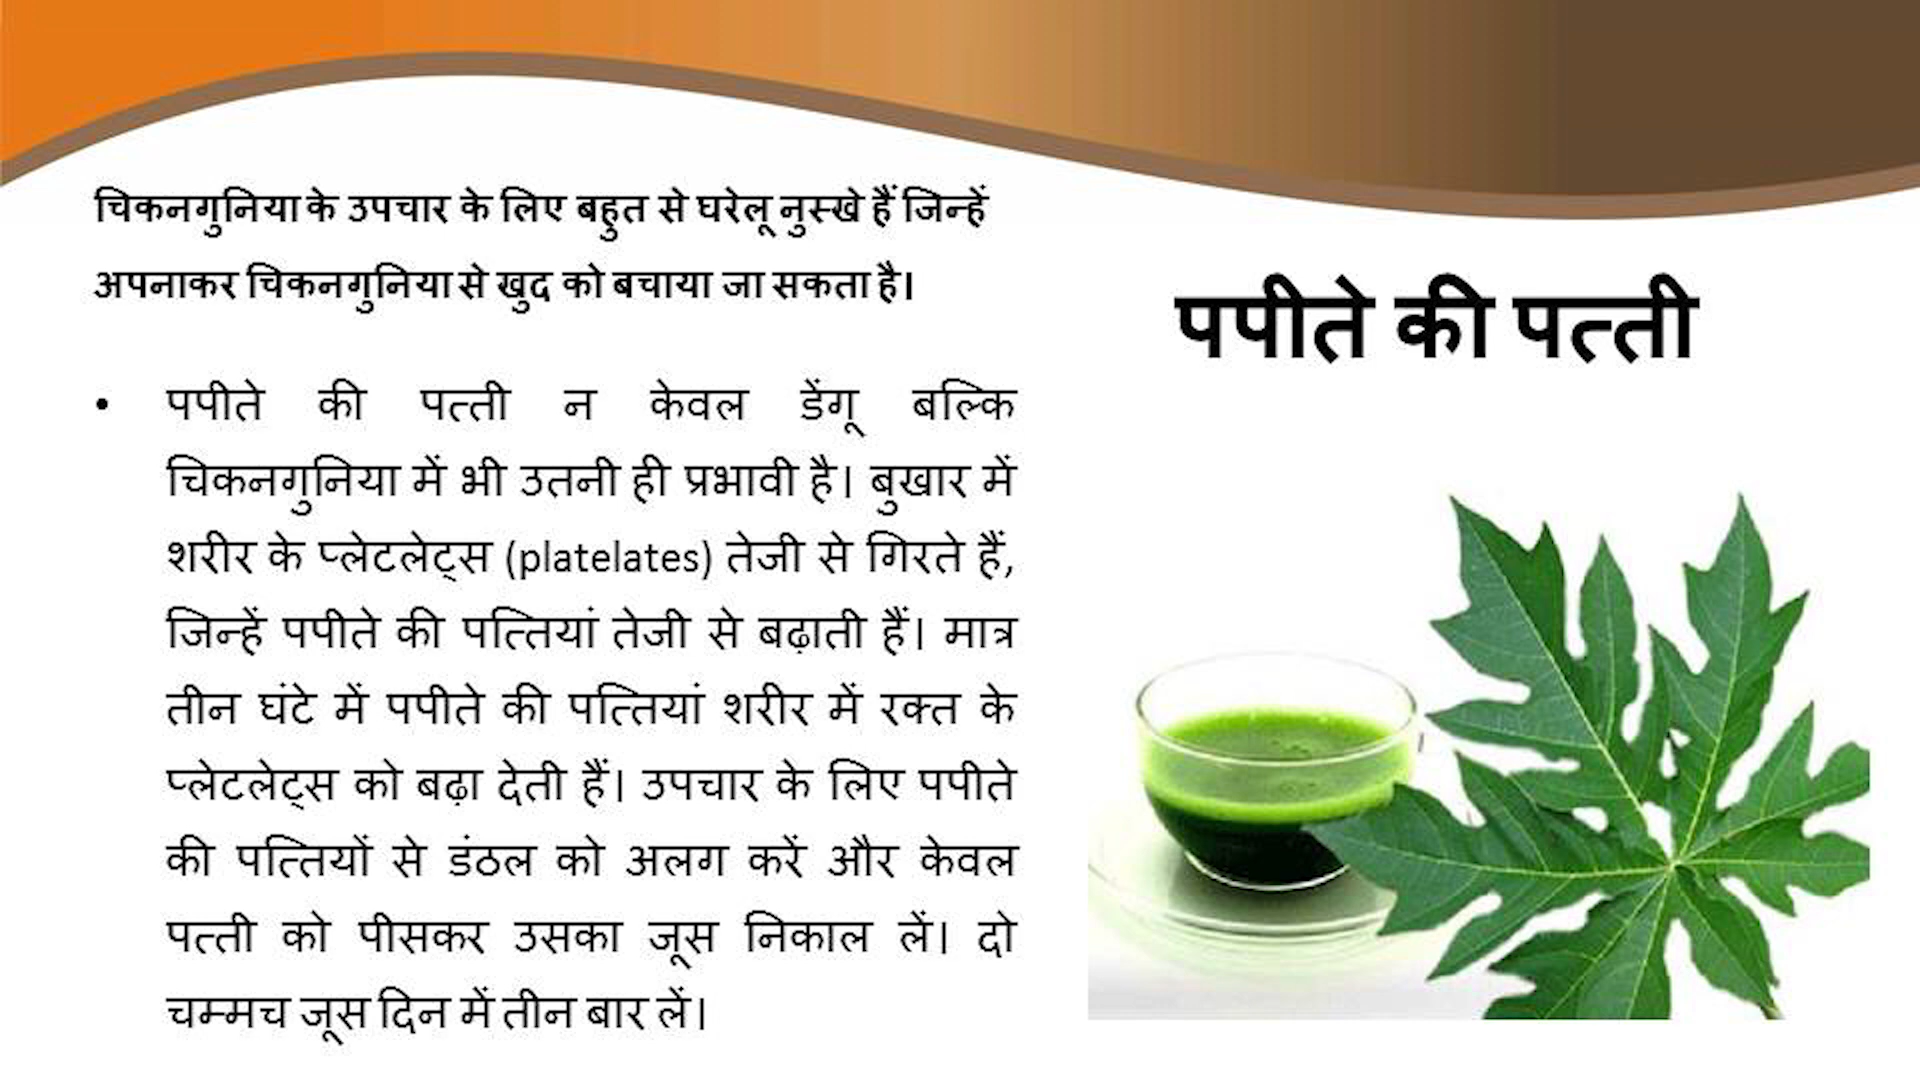 चिकनगुनिया के उपचार के लिए बहुत से घरेलू नुस्खे हैं जिन्हें
अपनाकर चिकनगुनिया से खुद को बचाया जा सकता है।
पपीते की पत्ती
• पपीते की पत्ती न केवल डेंगू बल्कि
चिकनगुनिया में भी उतनी ही प्रभावी है। बुखार में
शरीर के प्लेटलेट्स (platelates) तेजी से गिरते हैं,
जिन्हें पपीते की पत्तियां तेजी से बढ़ाती हैं। मात्र
तीन घंटे में पपीते की पत्तियां शरीर में रक्त के
प्लेटलेट्स को बढ़ा देती हैं। उपचार के लिए पपीते
की पत्तियों से डंठल को अलग करें और केवल
पत्ती को पीसकर उसका जूस निकाल लें। दो
चम्मच जूस दिन में तीन बार लें।